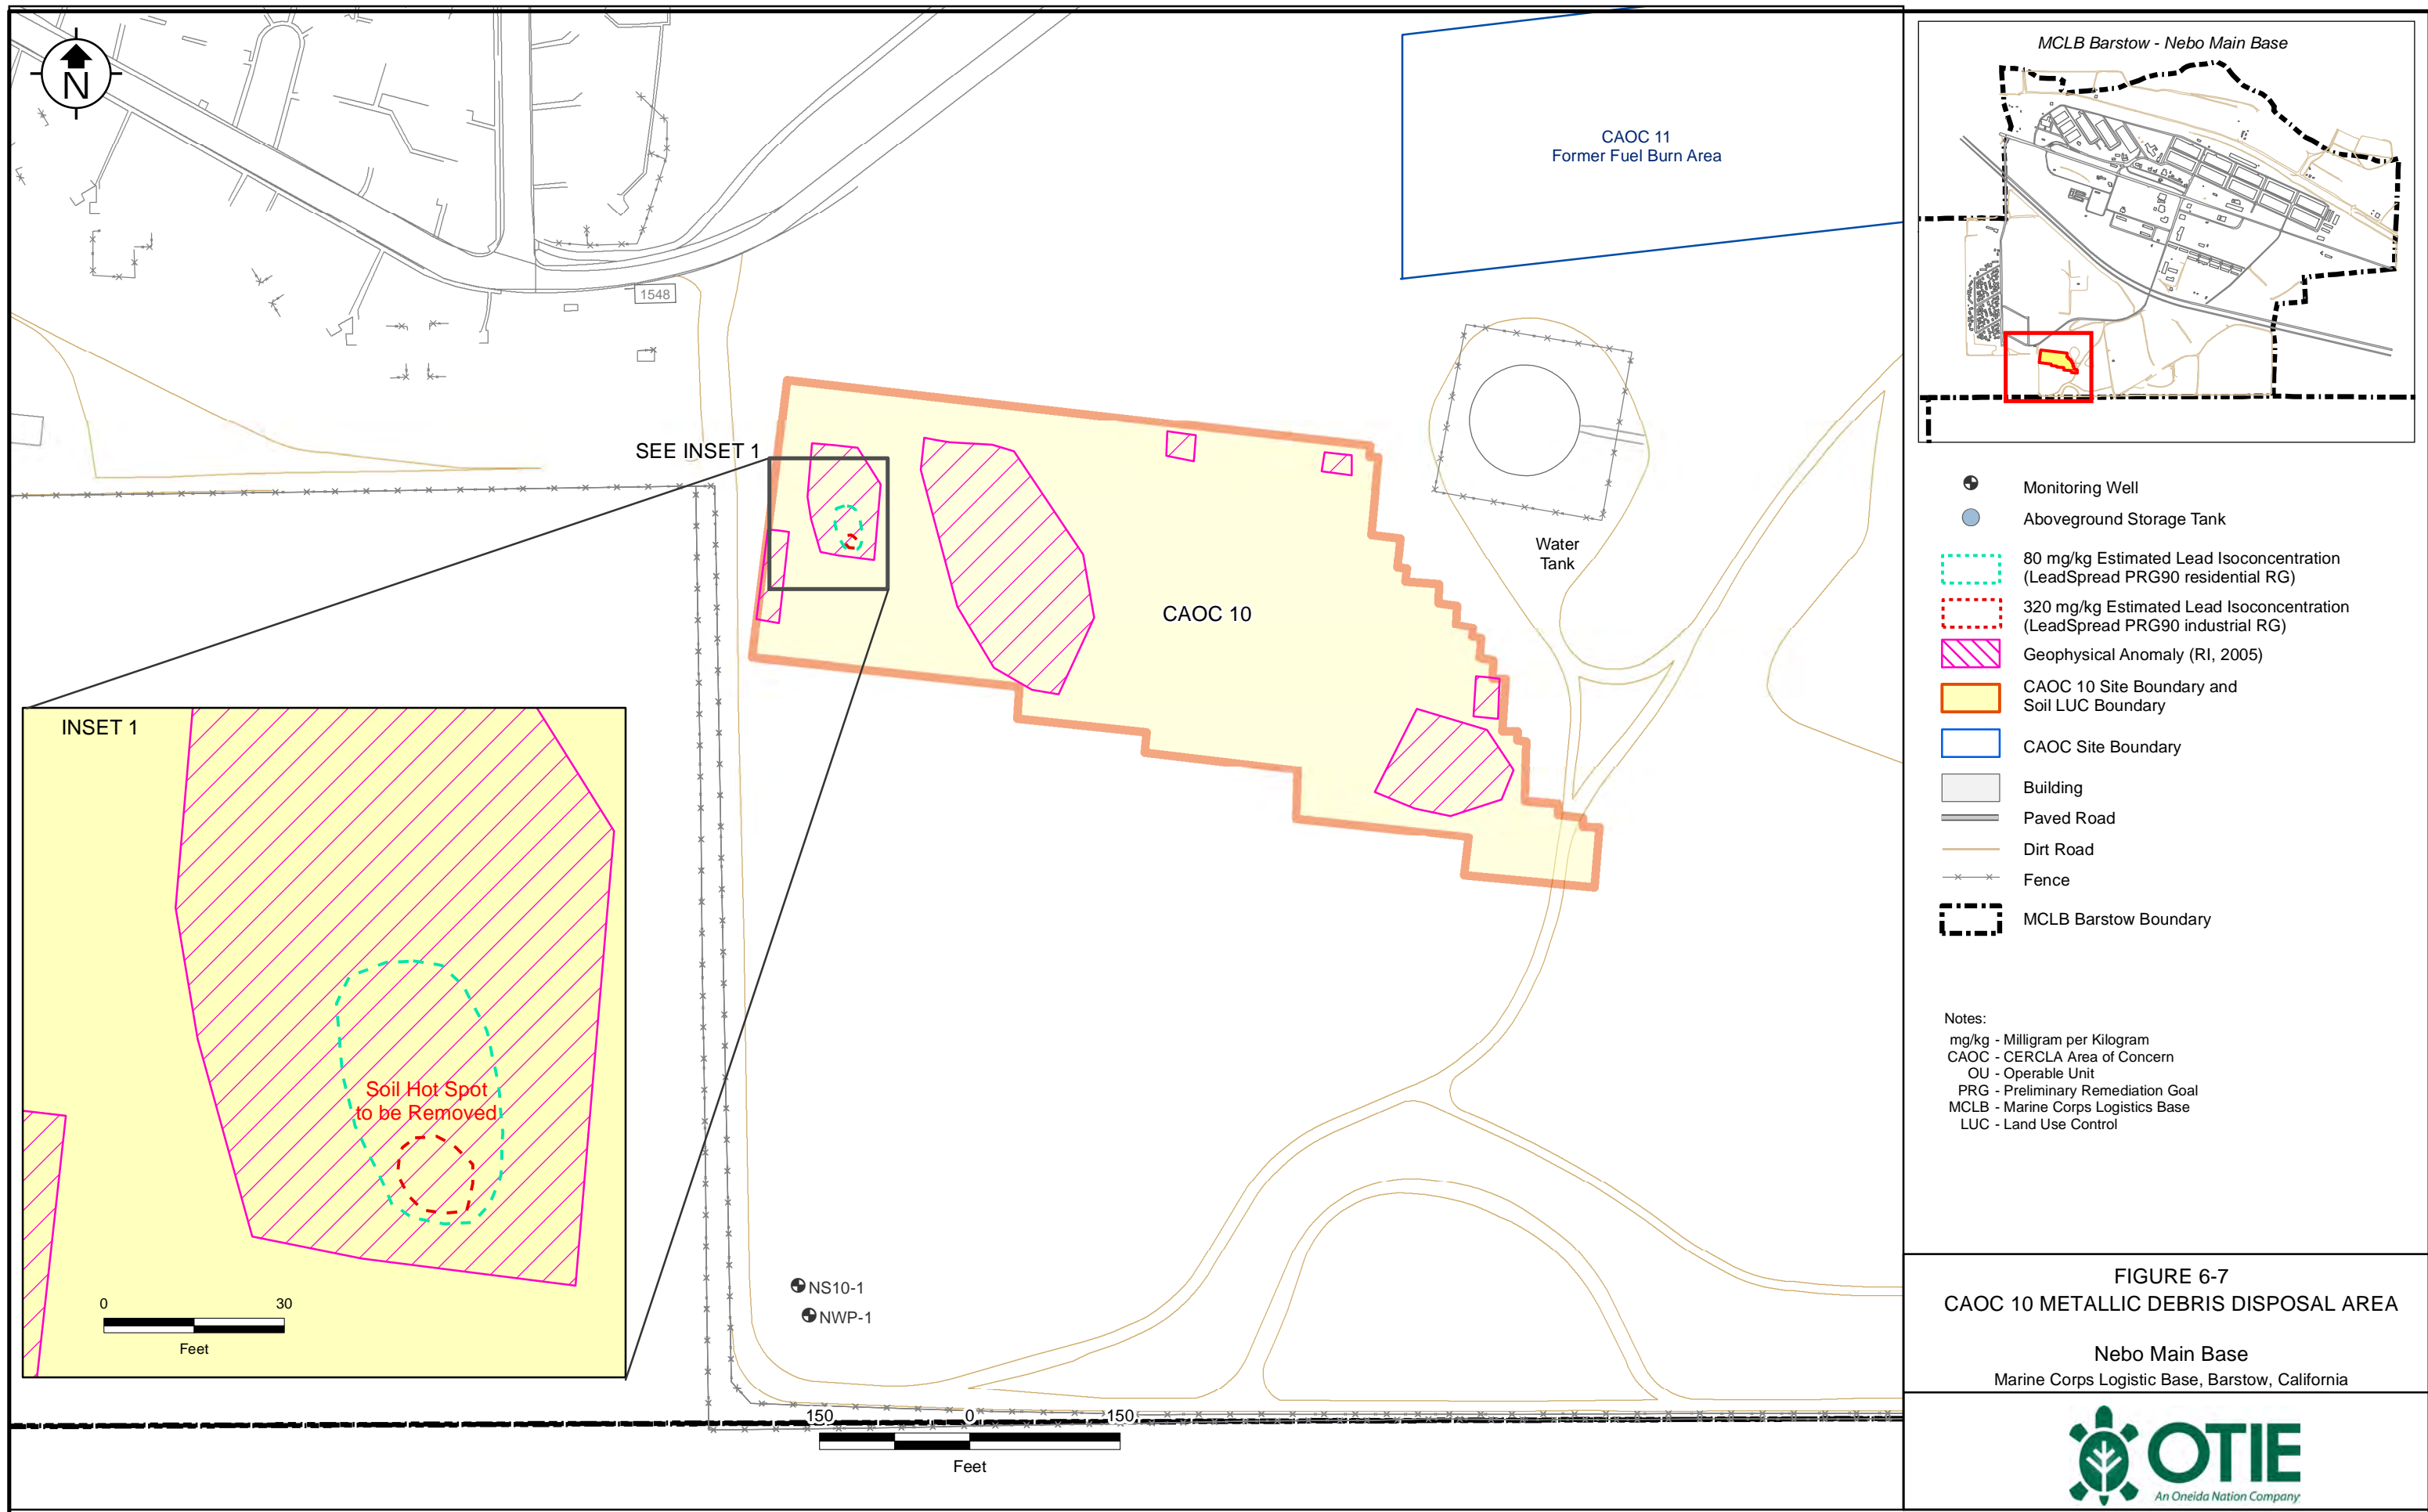 N
1548
CAOC 11
Former Fuel Burn Area
SEE INSET 1
Water
Tank
CAOC 10
INSET 1
Soil Hot Spot
to be Removed
0 30
Feet
NS10-1
NWP-1
150 0 150
Feet
MCLB Barstow - Nebo Main Base
Monitoring Well
Aboveground Storage Tank
80 mg/kg Estimated Lead Isoconcentration
(LeadSpread PRG90 residential RG)
320 mg/kg Estimated Lead Isoconcentration
(LeadSpread PRG90 industrial RG)
Geophysical Anomaly (RI, 2005)
CAOC 10 Site Boundary and
Soil LUC Boundary
CAOC Site Boundary
Building
Paved Road
Dirt Road
Fence
MCLB Barstow Boundary
Notes:
mg/kg - Milligram per Kilogram
CAOC - CERCLA Area of Concern
OU - Operable Unit
PRG - Preliminary Remediation Goal
MCLB - Marine Corps Logistics Base
LUC - Land Use Control
FIGURE 6-7
CAOC 10 METALLIC DEBRIS DISPOSAL AREA
Nebo Main Base
Marine Corps Logistic Base, Barstow, California
OTIE
An Oneida Nation Company